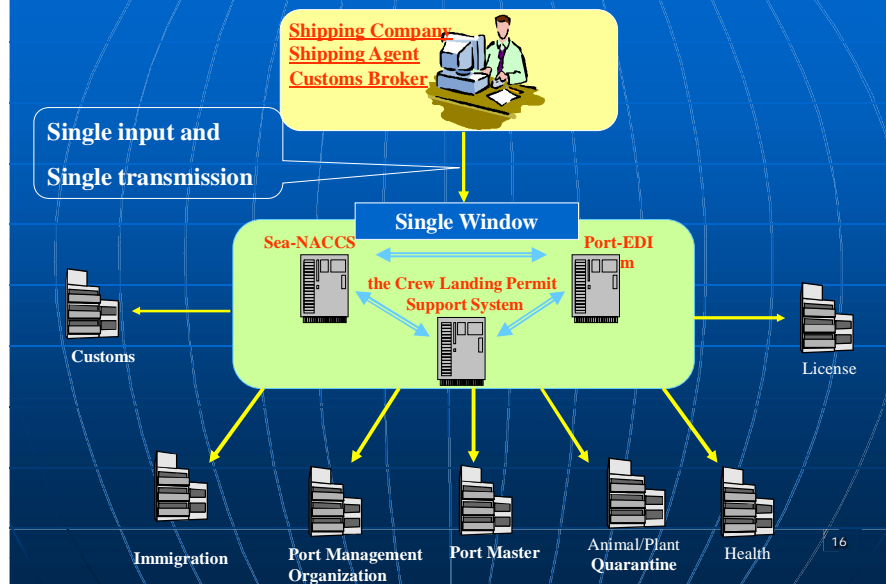 Shipping Company
Shipping Agent
Customs Broker
Single input and
Single transmission
Single Window
Sea-NACCS
Port-EDI
m
the Crew Landing Permit
Support System
Customs
License
Immigration
Port Management
Organization
Port Master
Animal/Plant
Quarantine
Health
16